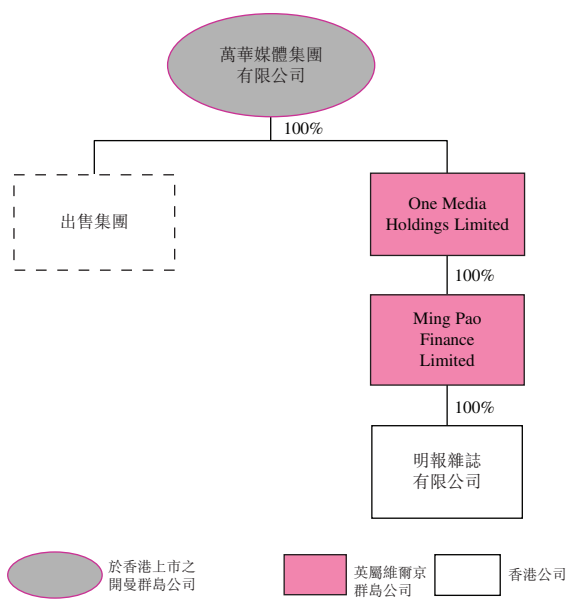 萬華媒體集團
有限公司
100%
出售集團
One Media
Holdings Limited
100%
Ming Pao
Finance
Limited
100%
明報雜誌
有限公司
於香港上市之
開曼群島公司
英屬維爾京
群島公司
香港公司